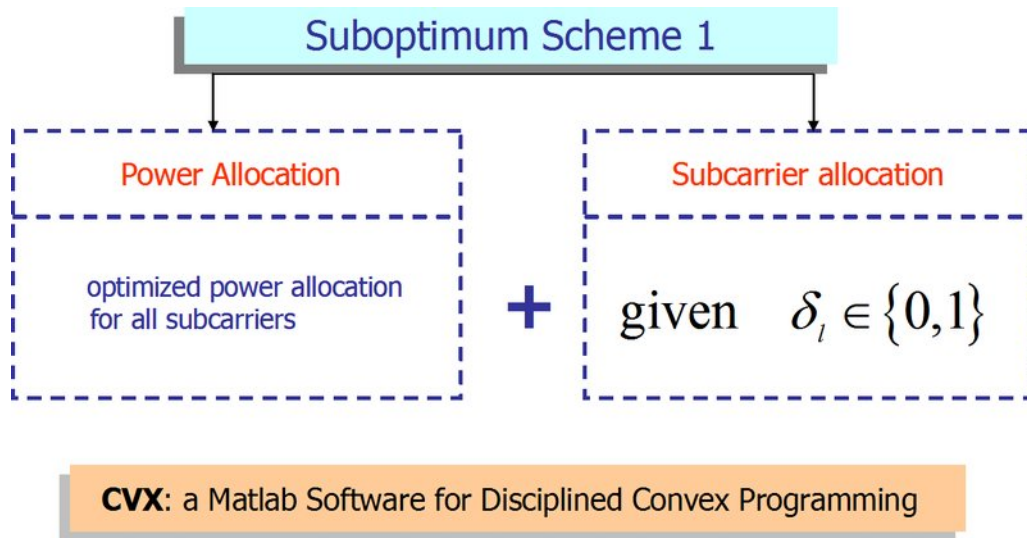 Suboptimum Scheme 1
Power Allocation
optimized power allocation
for all subcarriers
+
Subcarrier allocation
given δ_l ∈ {0,1}
CVX: a Matlab Software for Disciplined Convex Programming